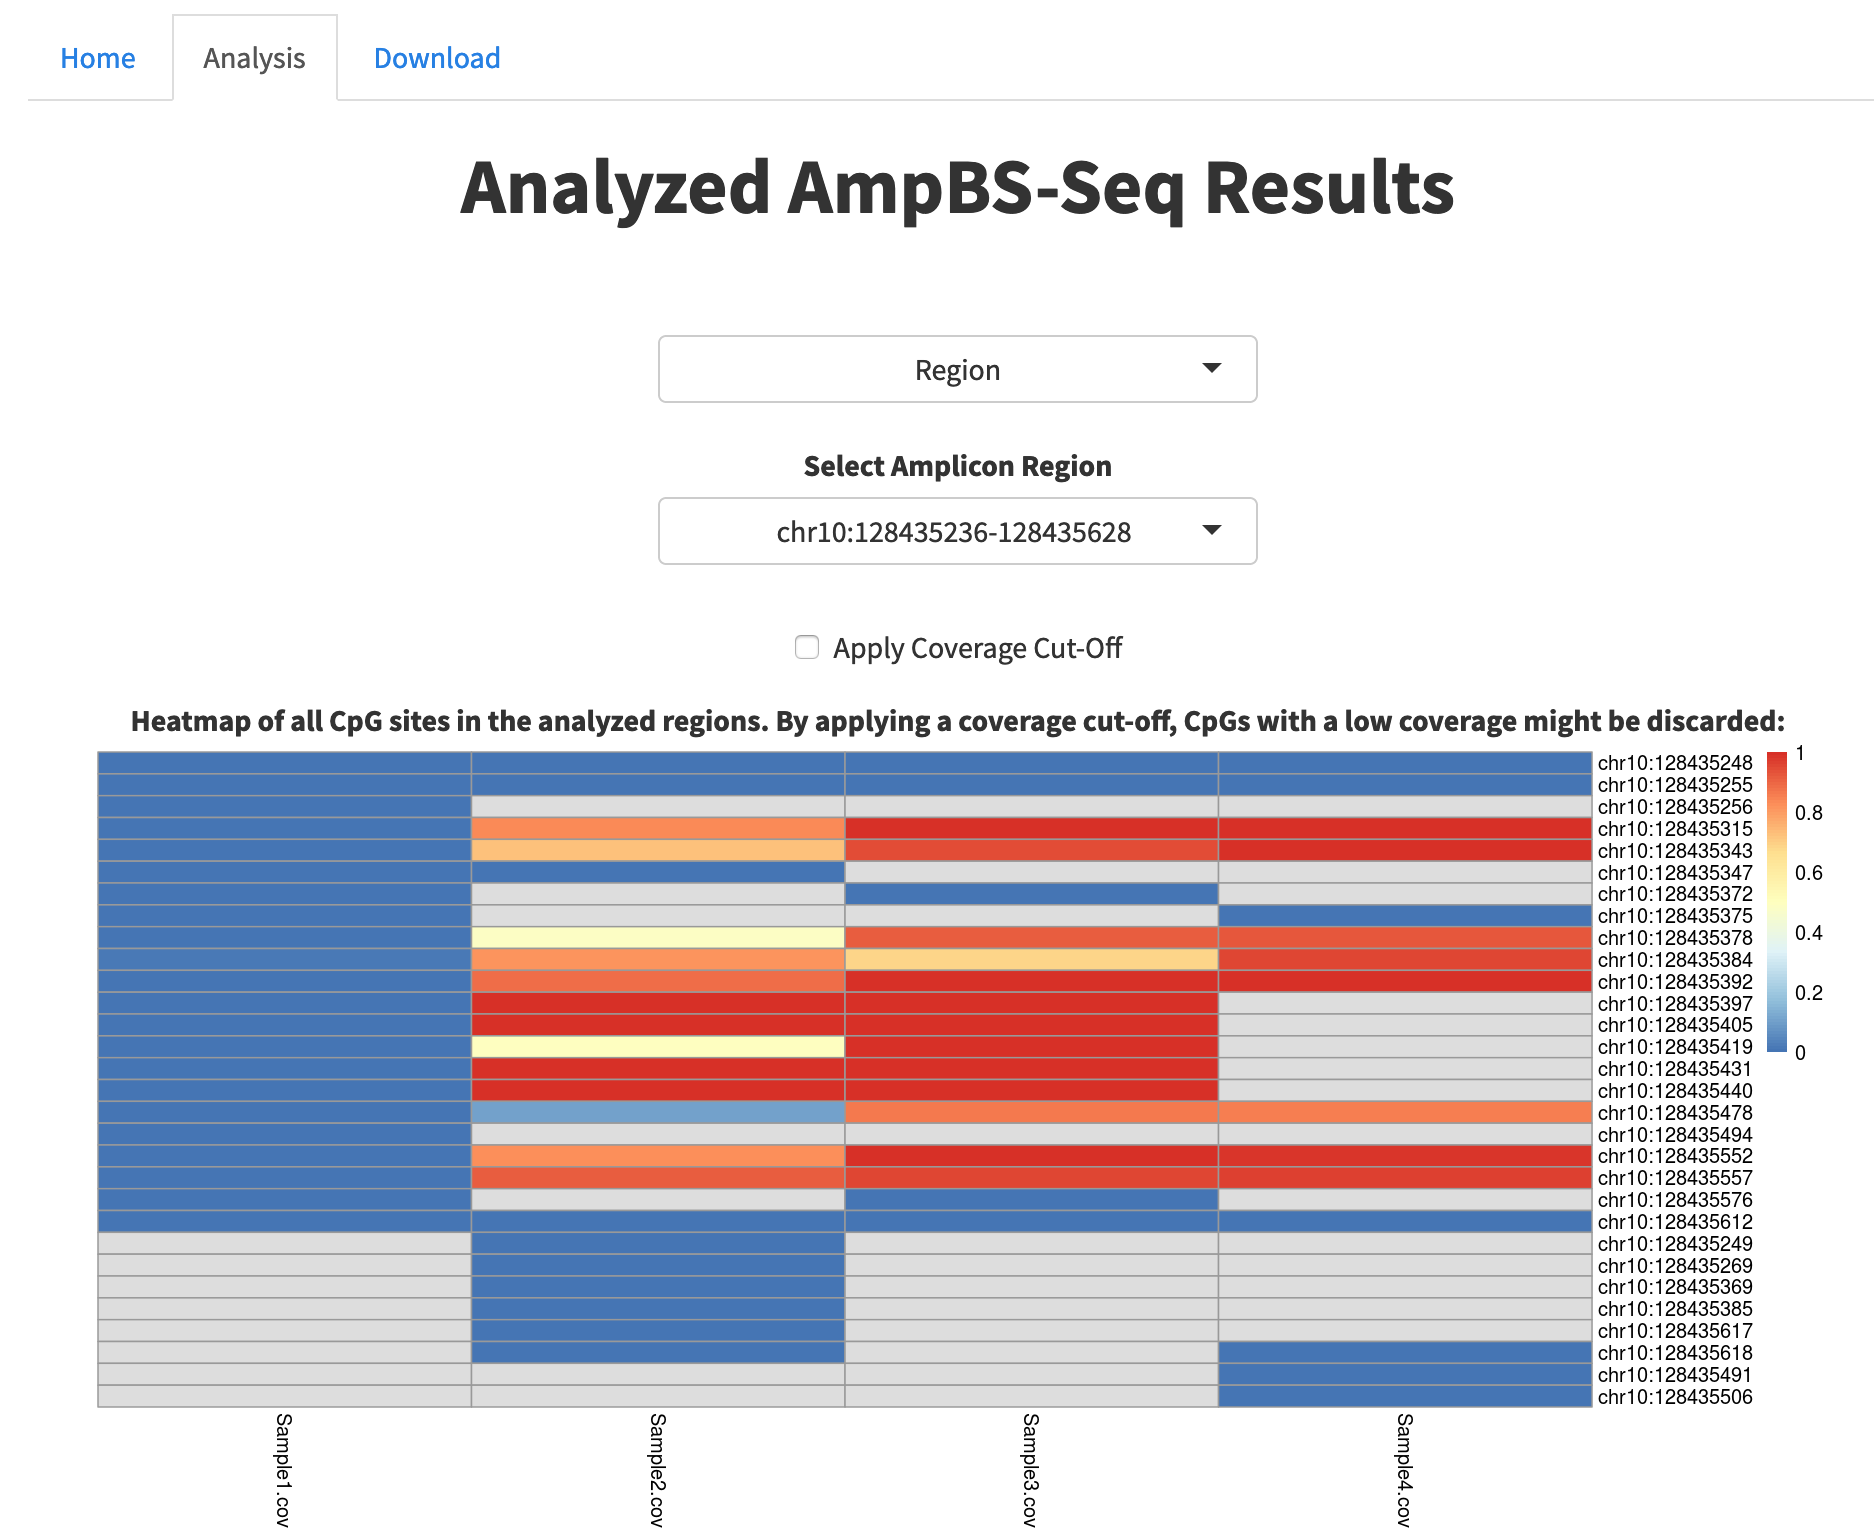 Home Analysis Download
Analyzed AmpBS-Seq Results
Region
Select Amplicon Region
chr10:128435236-128435628
Apply Coverage Cut-Off
Heatmap of all CpG sites in the analyzed regions. By applying a coverage cut-off, CpGs with a low coverage might be discarded:
chr10:128435248
chr10:128435255
chr10:128435256
chr10:128435315
chr10:128435343
chr10:128435347
chr10:128435372
chr10:128435375
chr10:128435378
chr10:128435384
chr10:128435392
chr10:128435397
chr10:128435405
chr10:128435419
chr10:128435431
chr10:128435440
chr10:128435478
chr10:128435494
chr10:128435552
chr10:128435557
chr10:128435576
chr10:128435612
chr10:128435249
chr10:128435269
chr10:128435369
chr10:128435385
chr10:128435617
chr10:128435618
chr10:128435491
chr10:128435506
1
0.8
0.6
0.4
0.2
0
Sample1.cov
Sample2.cov
Sample3.cov
Sample4.cov